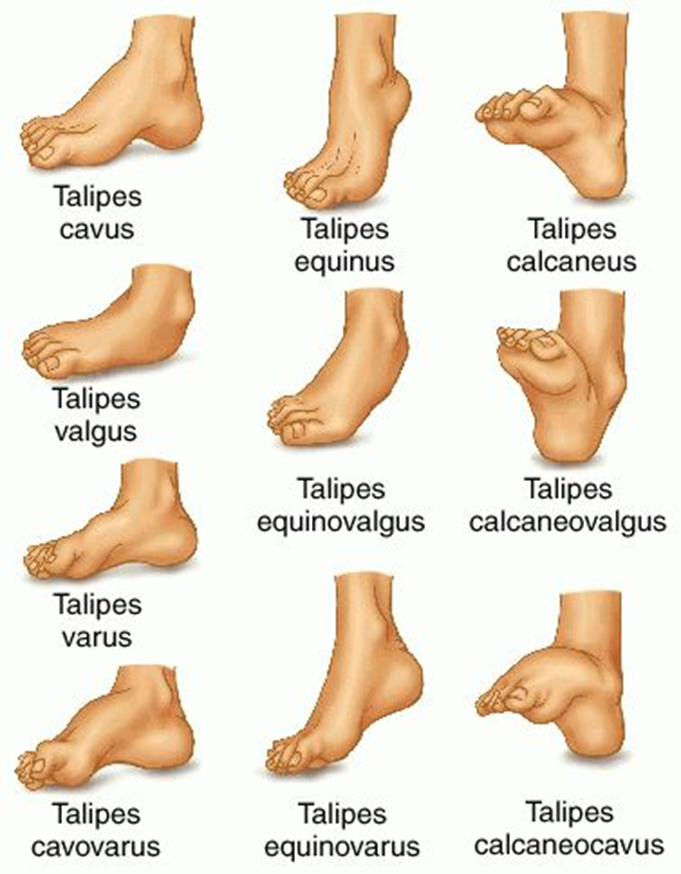 Talipes
cavus
Talipes
equinus
Talipes
calcaneus
Talipes
valgus
Talipes
equinovalgus
Talipes
calcaneovalgus
Talipes
varus
Talipes
cavovarus
Talipes
equinovarus
Talipes
calcaneocavus